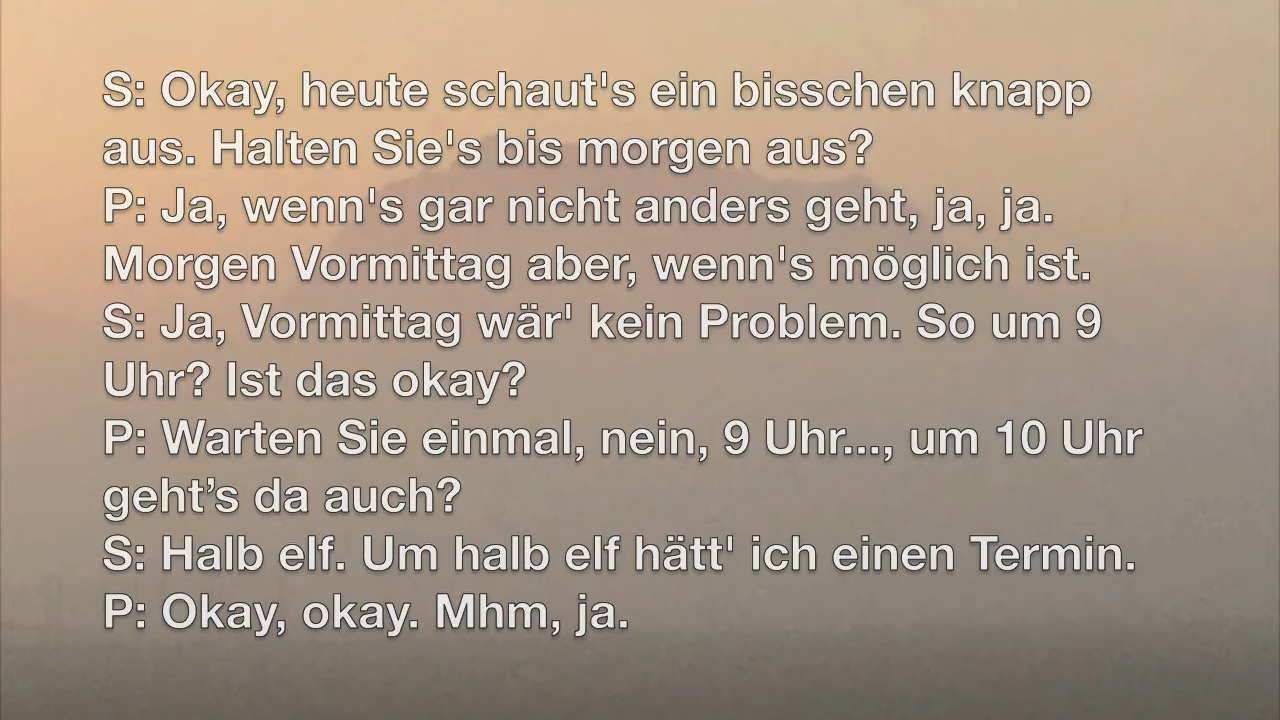 S: Okay, heute schaut's ein bisschen knapp
aus. Halten Sie's bis morgen aus?
P: Ja, wenn's gar nicht anders geht, ja, ja.
Morgen Vormittag aber, wenn's möglich ist.
S: Ja, Vormittag wär' kein Problem. So um 9
Uhr? Ist das okay?
P: Warten Sie einmal, nein, 9 Uhr..., um 10 Uhr
geht’s da auch?
S: Halb elf. Um halb elf hätt' ich einen Termin.
P: Okay, okay. Mhm, ja.